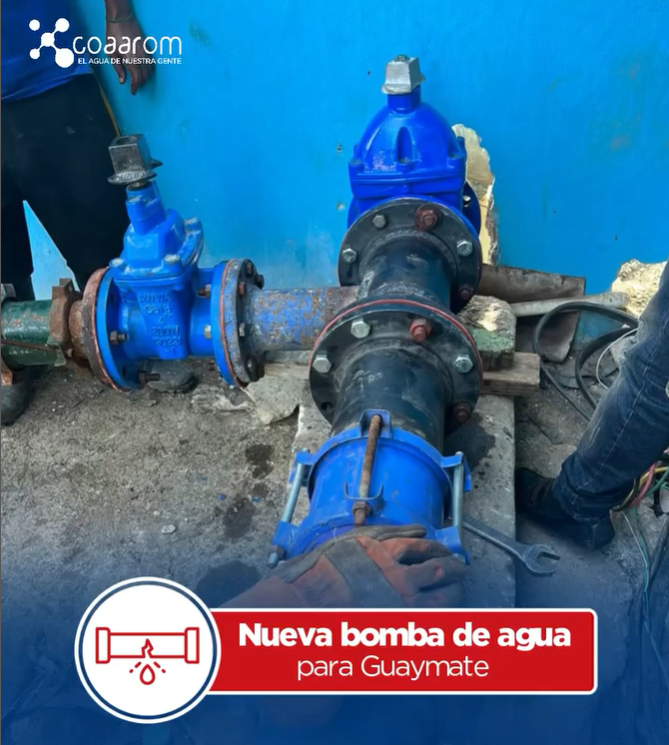 coaarom
EL AGUA DE NUESTRA GENTE
Nueva bomba de agua
para Guaymate